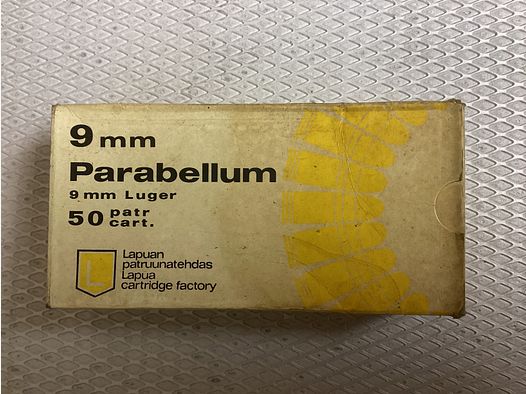 9 mm
Parabellum
9 mm Luger
50 patr
cart.
L
Lapuan
patruunatehdas
Lapua
cartridge factory